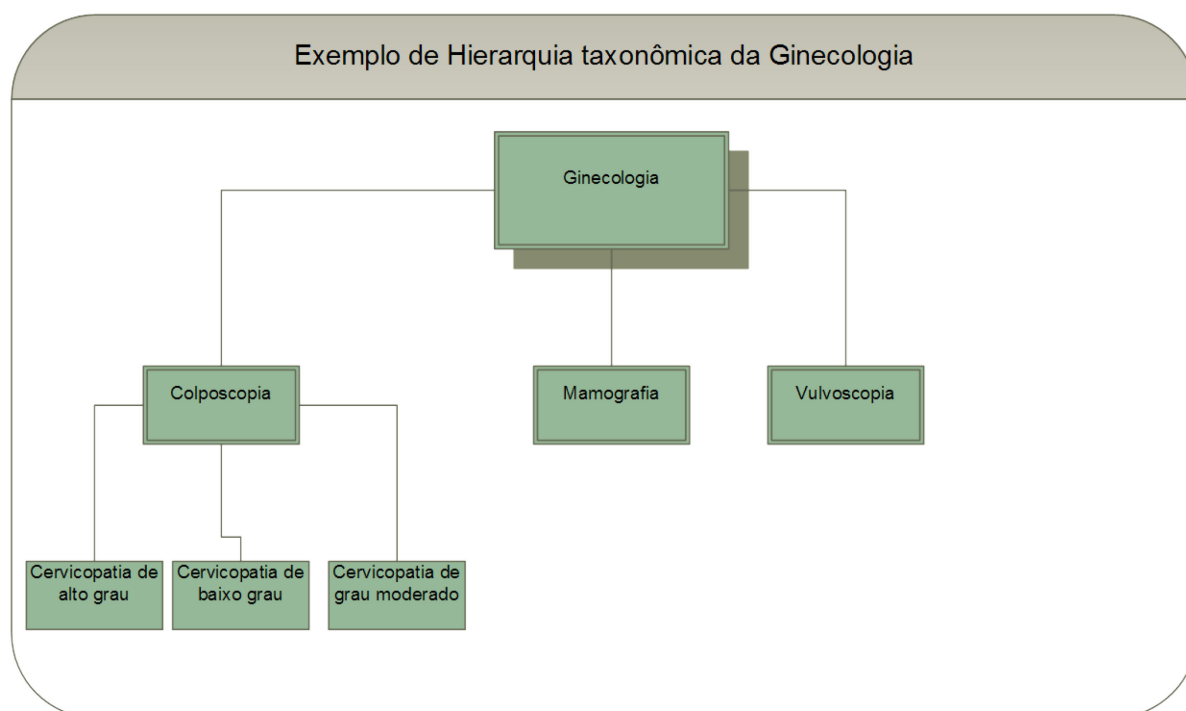 Exemplo de Hierarquia taxonômica da Ginecologia
Ginecologia
Colposcopia
Mamografia
Vulvoscopia
Cervicopatia de
alto grau
Cervicopatia de
baixo grau
Cervicopatia de
grau moderado